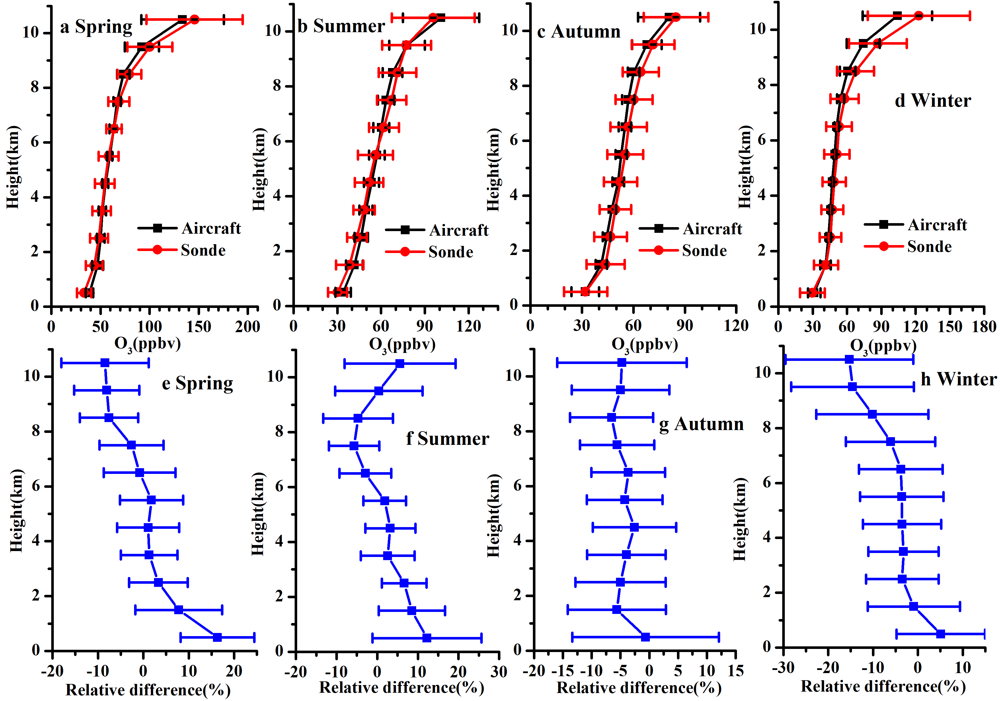 a Spring
10
8
6
4
2
0
Height(km)
Aircraft
Sonde
0 50 100 150 200
O3(ppbv)
b Summer
10
8
6
4
2
0
Height(km)
Aircraft
Sonde
0 30 60 90 120
O3(ppbv)
c Autumn
10
8
6
4
2
0
Height(km)
Aircraft
Sonde
0 30 60 90 120
O3(ppbv)
d Winter
10
8
6
4
2
0
Height(km)
Aircraft
Sonde
0 30 60 90 120 150 180
O3(ppbv)
e Spring
10
8
6
4
2
0
Height(km)
-20 -10 0 10 20
Relative difference(%)
f Summer
10
8
6
4
2
0
Height(km)
-20 -10 0 10 20 30
Relative difference(%)
g Autumn
10
8
6
4
2
0
Height(km)
-20 -15 -10 -5 0 5 10 15
Relative difference(%)
h Winter
10
8
6
4
2
0
Height(km)
-30 -20 -10 0 10
Relative difference(%)